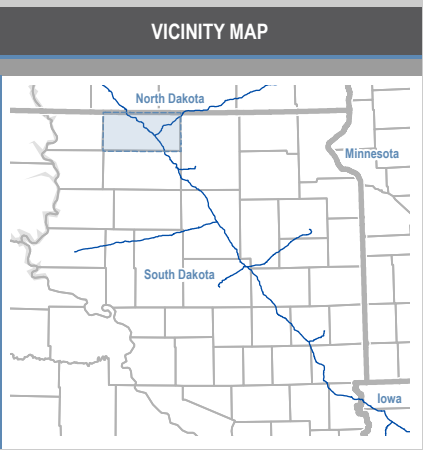 VICINITY MAP
North Dakota
Minnesota
South Dakota
Iowa